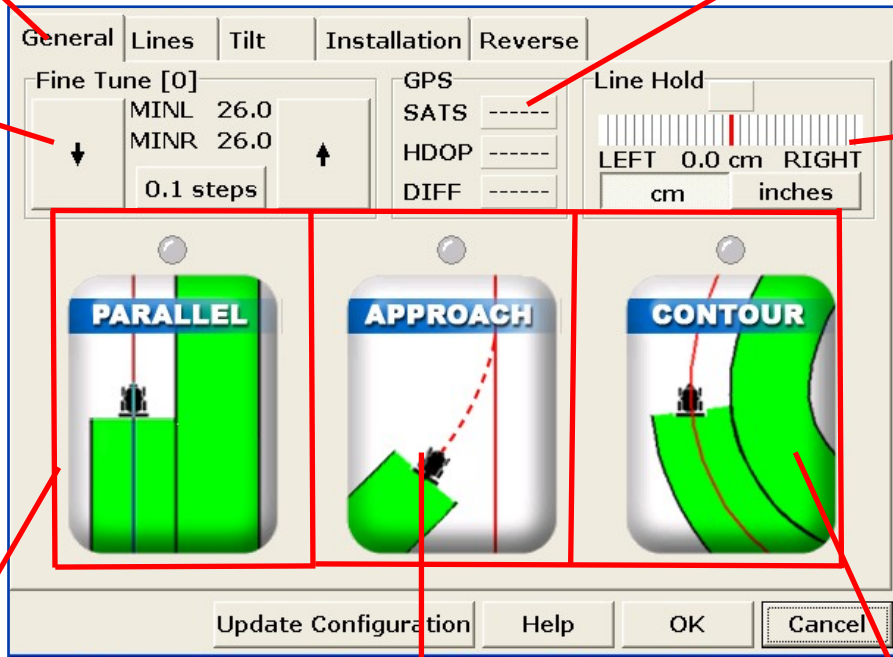 General Lines Tilt Installation Reverse
Fine Tune [0]
MINL 26.0
MINR 26.0
0.1 steps
GPS
SATS ------
HDOP ------
DIFF ------
Line Hold
LEFT 0.0 cm RIGHT
cm inches
PARALLEL APPROACH CONTOUR
Update Configuration Help OK Cancel